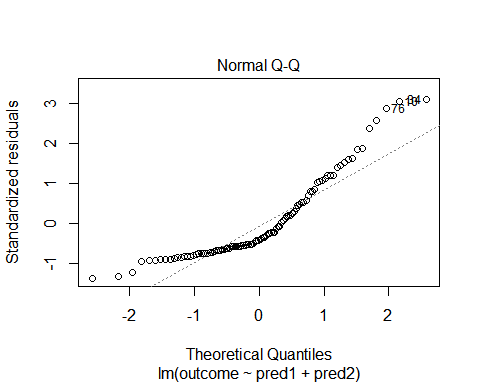 Normal Q-Q
Standardized residuals
3
2
1
0
-1
76
-2
-1
0
1
2
Theoretical Quantiles
lm(outcome ~ pred1 + pred2)